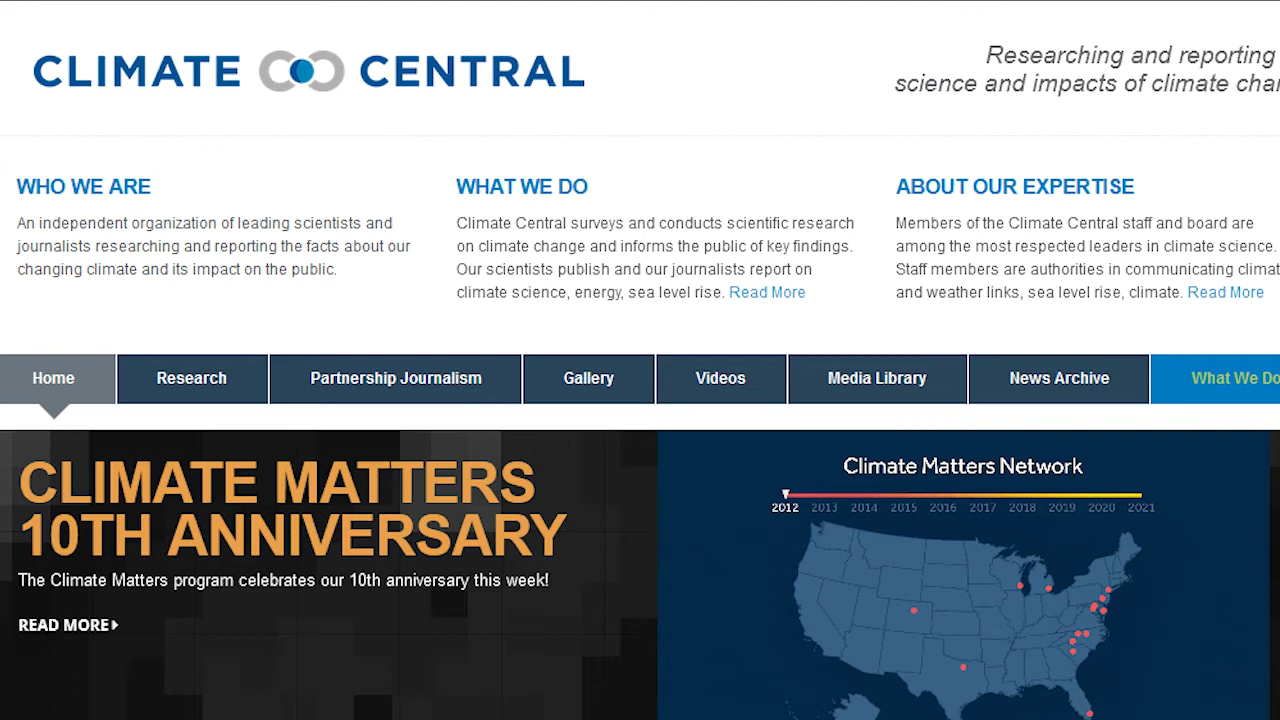 CLIMATE CENTRAL
Researching and reporting
science and impacts of climate
WHO WE ARE
An independent organization of leading scientists and
journalists researching and reporting the facts about our
changing climate and its impact on the public.
WHAT WE DO
Climate Central surveys and conducts scientific research
on climate change and informs the public of key findings.
Our scientists publish and our journalists report on
climate science, energy, sea level rise. Read More
ABOUT OUR EXPERTISE
Members of the Climate Central staff and board are
among the most respected leaders in climate science.
Staff members are authorities in communicating
and weather links, sea level rise, climate. Read More
Home Research Partnership Journalism Gallery Videos Media Library News Archive What We Do
CLIMATE MATTERS
10TH ANNIVERSARY
The Climate Matters program celebrates our 10th anniversary this week!
READ MORE
Climate Matters Network
2012 2013 2014 2015 2016 2017 2018 2019 2020 2021